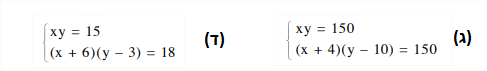 (ג) xy = 150
(x + 4)(y − 10) = 150
(ד) xy = 15
(x + 6)(y − 3) = 18